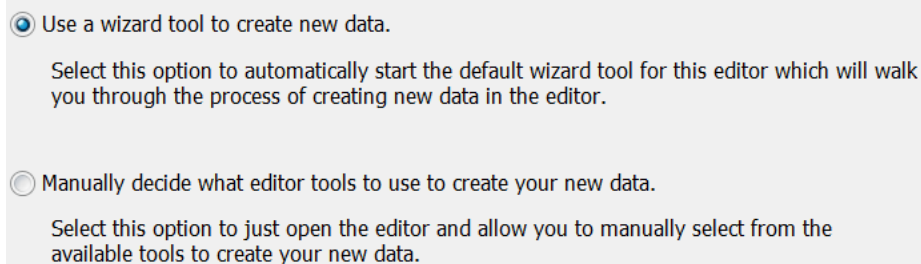 Use a wizard tool to create new data.
Select this option to automatically start the default wizard tool for this editor which will walk
you through the process of creating new data in the editor.
Manually decide what editor tools to use to create your new data.
Select this option to just open the editor and allow you to manually select from the
available tools to create your new data.